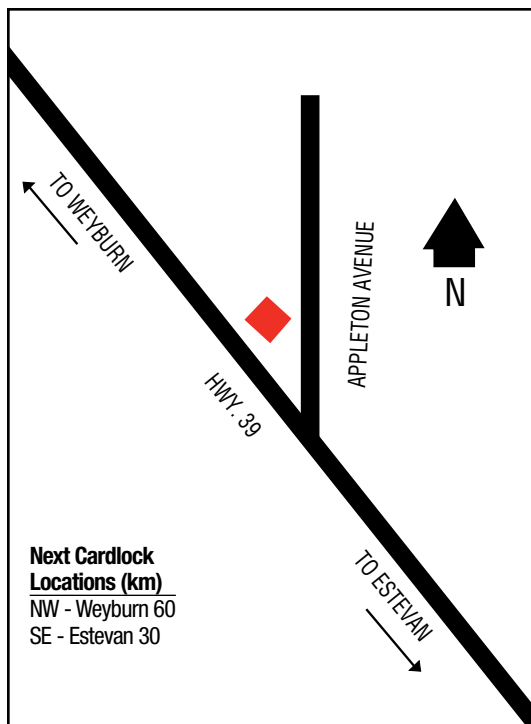 TO WEYBURN
APPLETON AVENUE
N
HWY. 39
TO ESTEVAN
Next Cardlock
Locations (km)
NW - Weyburn 60
SE - Estevan 30